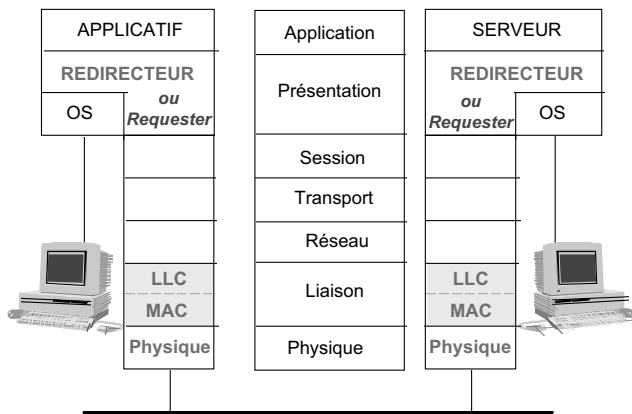 APPLICATIF
REDIRECTEUR
ou
Requester
OS
LLC
MAC
Physique
Application
Présentation
Session
Transport
Réseau
Liaison
Physique
SERVEUR
REDIRECTEUR
ou
Requester
OS
LLC
MAC
Physique